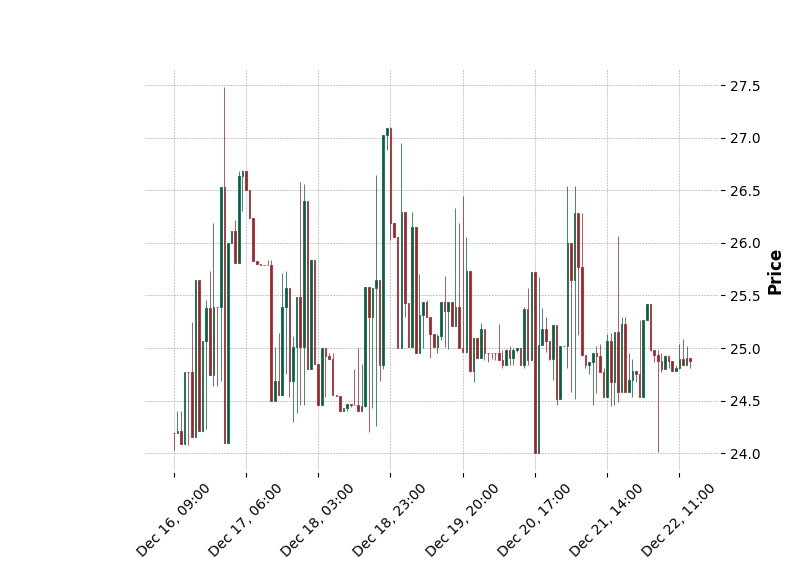 27.5
27.0
26.5
26.0
25.5
25.0
24.5
24.0
Price
Dec 16, 09:00
Dec 17, 06:00
Dec 18, 03:00
Dec 18, 23:00
Dec 19, 20:00
Dec 20, 17:00
Dec 21, 14:00
Dec 22, 11:00